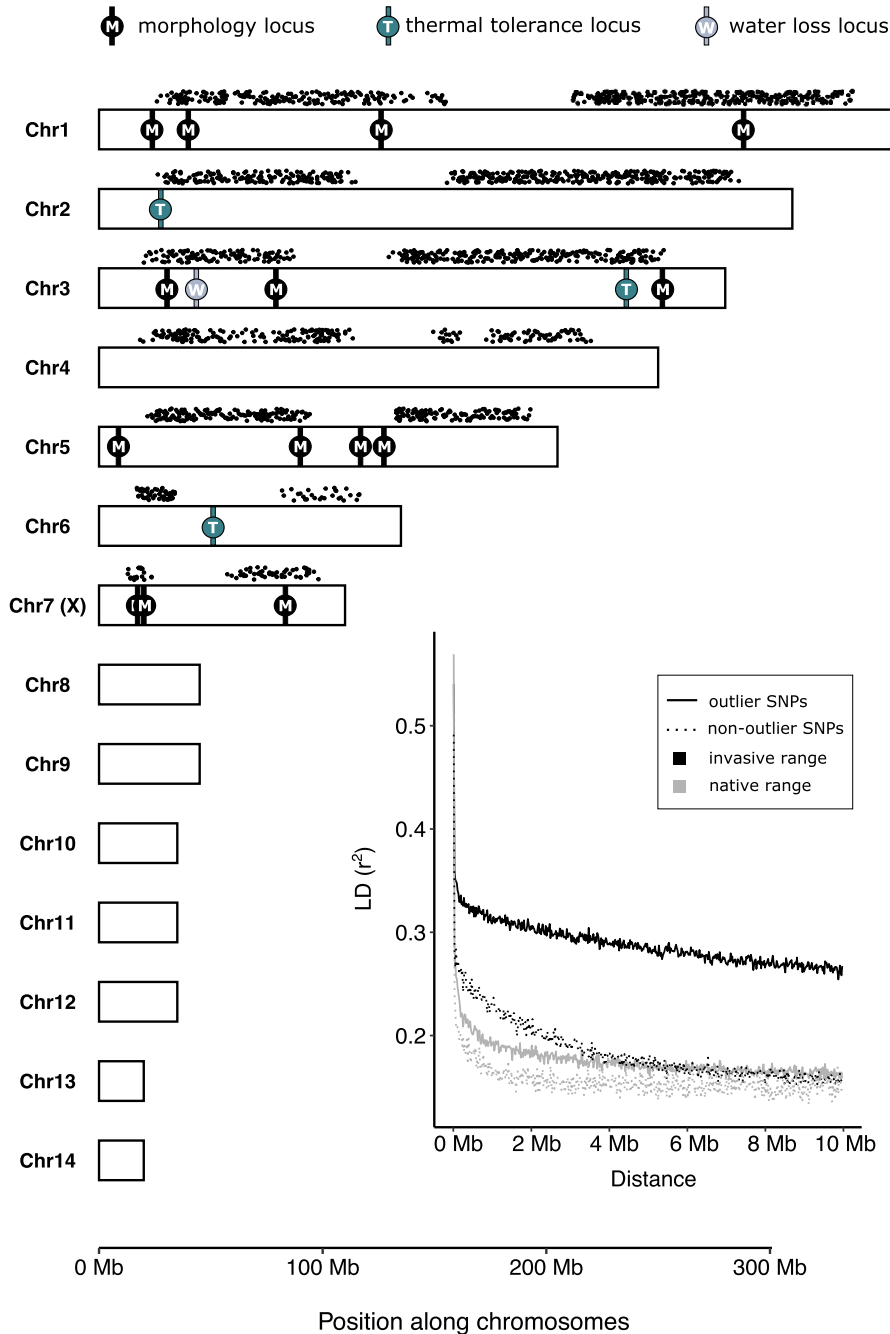 M morphology locus T thermal tolerance locus W water loss locus
Chr1 M M M M
Chr2 T
Chr3 M W M T M
Chr4
Chr5 M M M M
Chr6 T
Chr7 (X) M M
Chr8
Chr9
Chr10
Chr11
Chr12
Chr13
Chr14
outlier SNPs
non-outlier SNPs
invasive range
native range
0.5
0.4
0.3
0.2
LD (r²)
0 Mb 2 Mb 4 Mb 6 Mb 8 Mb 10 Mb
Distance
0 Mb 100 Mb 200 Mb 300 Mb
Position along chromosomes